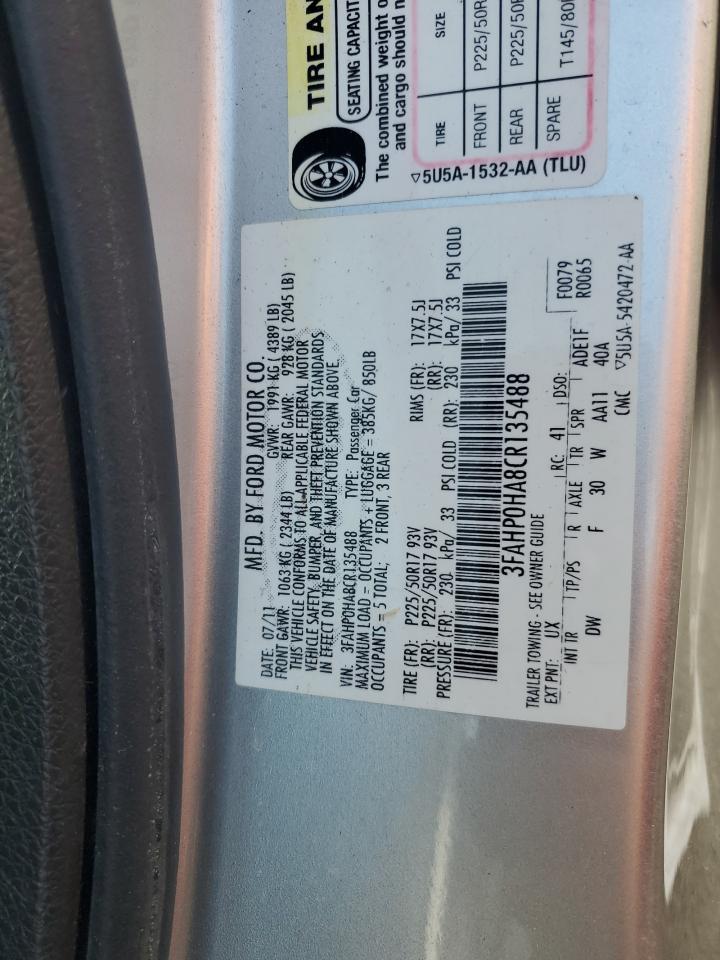 TIRE AN
SEATING CAPACIT
The combined weight o
and cargo should n
TIRE SIZE
FRONT P225/50R
REAR P225/50R
SPARE T145/80
▽5U5A-1532-AA (TLU)
MFD. BY FORD MOTOR CO.
DATE: 07/11 GVWR: 1991 KG ( 4389 LB)
FRONT GAWR: 1063 KG ( 2344 LB) REAR GAWR: 928 KG ( 2045 LB)
THIS VEHICLE CONFORMS TO ALL APPLICABLE FEDERAL MOTOR
VEHICLE SAFETY, BUMPER, AND THEFT PREVENTION STANDARDS
IN EFFECT ON THE DATE OF MANUFACTURE SHOWN ABOVE.
VIN: 3FAHP0HA8CR135488 TYPE: Passenger Car
MAXIMUM LOAD = OCCUPANTS + LUGGAGE = 385KG/ 850LB
OCCUPANTS = 5 TOTAL; 2 FRONT, 3 REAR
TIRE (FR): P225/50R17 93V RIMS (FR): 17X7.5J
(RR): P225/50R17 93V (RR): 17X7.5J
PRESSURE (FR): 230 kPa/ 33 PSI COLD (RR): 230 kPa/ 33 PSI COLD
3FAHP0HA8CR135488
TRAILER TOWING - SEE OWNER GUIDE
F0079
R0065
EXT PNT: UX RC: 41 DSO:
INT TR TP/PS R AXLE TR SPR ADE1F
DW F 30 W AA11 40A
CMC ▽5U5A-5420472-AA